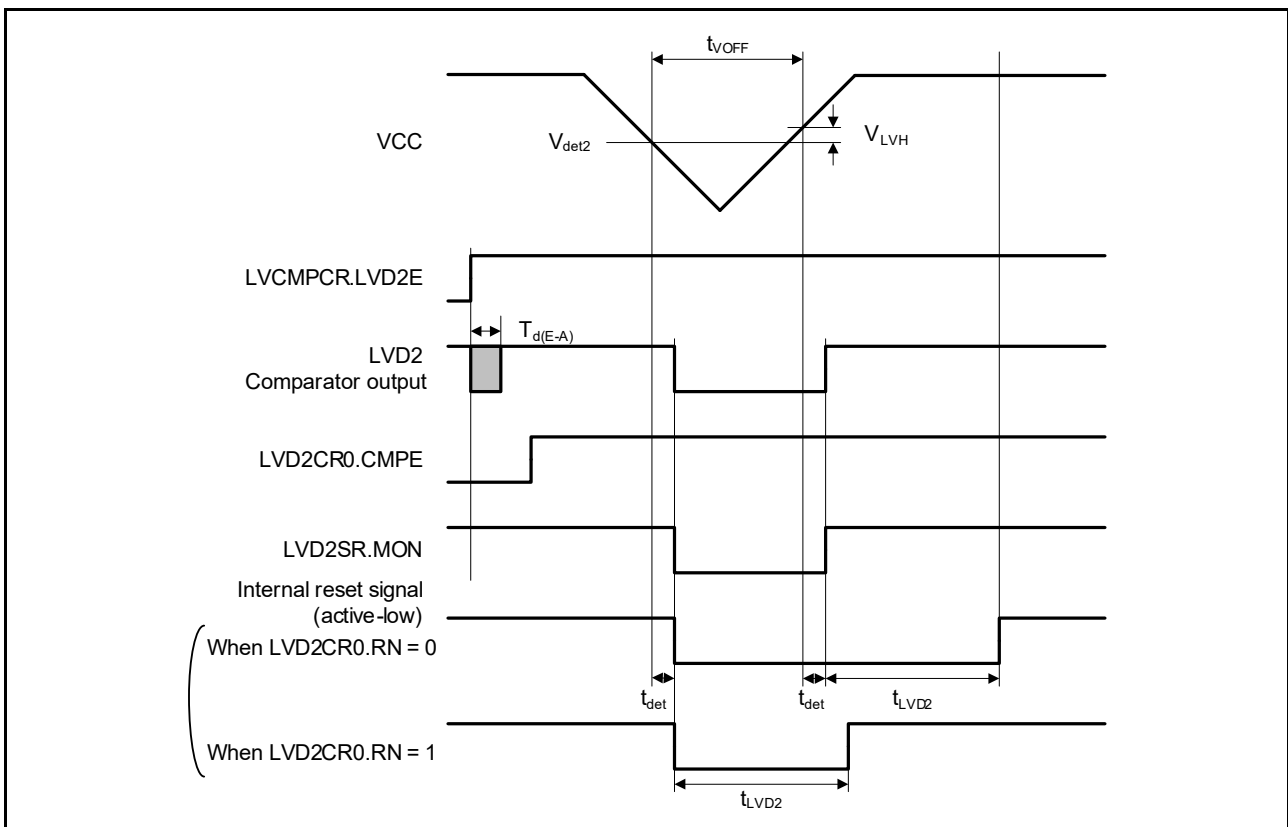 tVOFF
VCC
Vdet2
VLVH
LVCMPCR.LVD2E
Td(E-A)
LVD2
Comparator output
LVD2CR0.CMPE
LVD2SR.MON
Internal reset signal
(active-low)
When LVD2CR0.RN = 0
tdet
tdet
tLVD2
When LVD2CR0.RN = 1
tLVD2